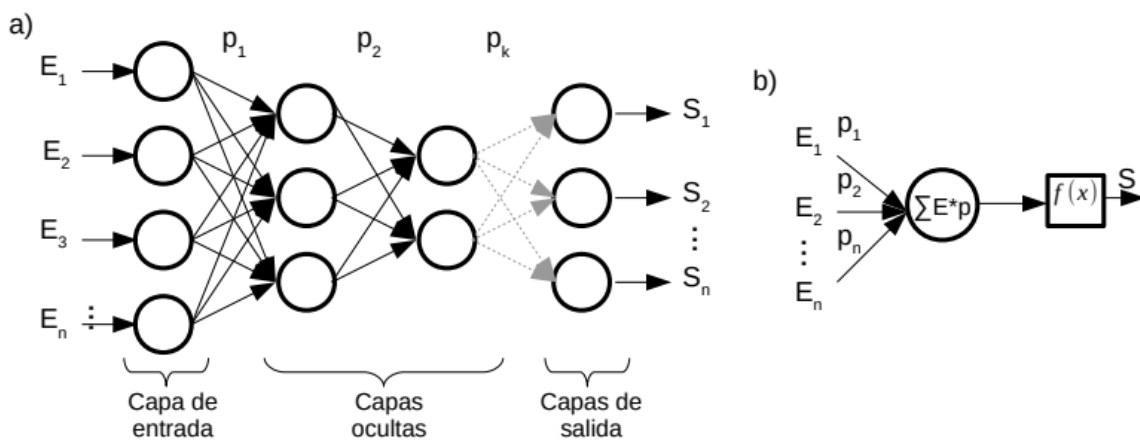 a)
p1 p2 pk
E1
E2
E3
En
⋮
S1
S2
⋮
Sn
Capa de
entrada
Capas
ocultas
Capas de
salida
b)
E1
E2
⋮
En
p1
p2
pn
∑E*p
f(x)
S